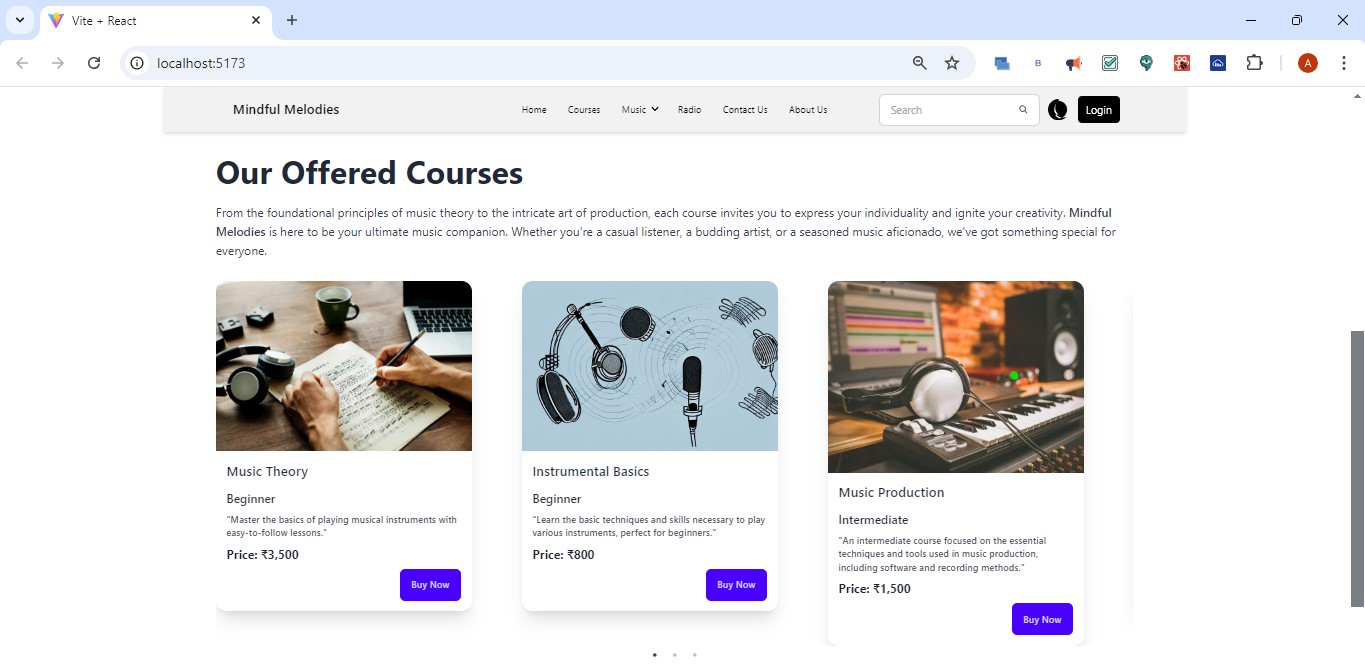 Vite + React
localhost:5173
B
A
Mindful Melodies
Home
Courses
Music
Radio
Contact Us
About Us
Search
Login
Our Offered Courses
From the foundational principles of music theory to the intricate art of production, each course invites you to express your individuality and ignite your creativity. Mindful
Melodies is here to be your ultimate music companion. Whether you're a casual listener, a budding artist, or a seasoned music aficionado, we've got something special for
everyone.
Music Theory
Beginner
"Master the basics of playing musical instruments with
easy-to-follow lessons."
Price: ₹3,500
Buy Now
Instrumental Basics
Beginner
"Learn the basic techniques and skills necessary to play
various instruments, perfect for beginners."
Price: ₹800
Buy Now
Music Production
Intermediate
"An intermediate course focused on the essential
techniques and tools used in music production,
including software and recording methods."
Price: ₹1,500
Buy Now